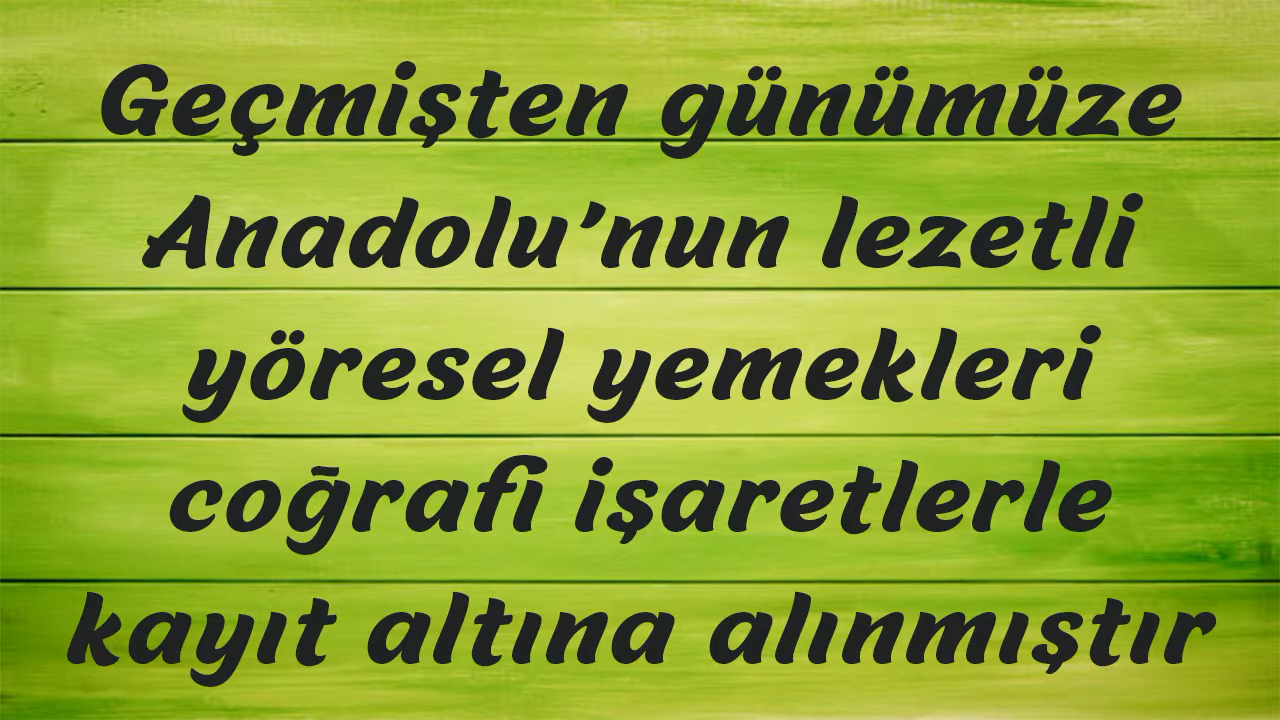 Geçmişten günümüze
Anadolu’nun lezetli
yöresel yemekleri
coğrafi işaretlerle
kayıt altına alınmıştır